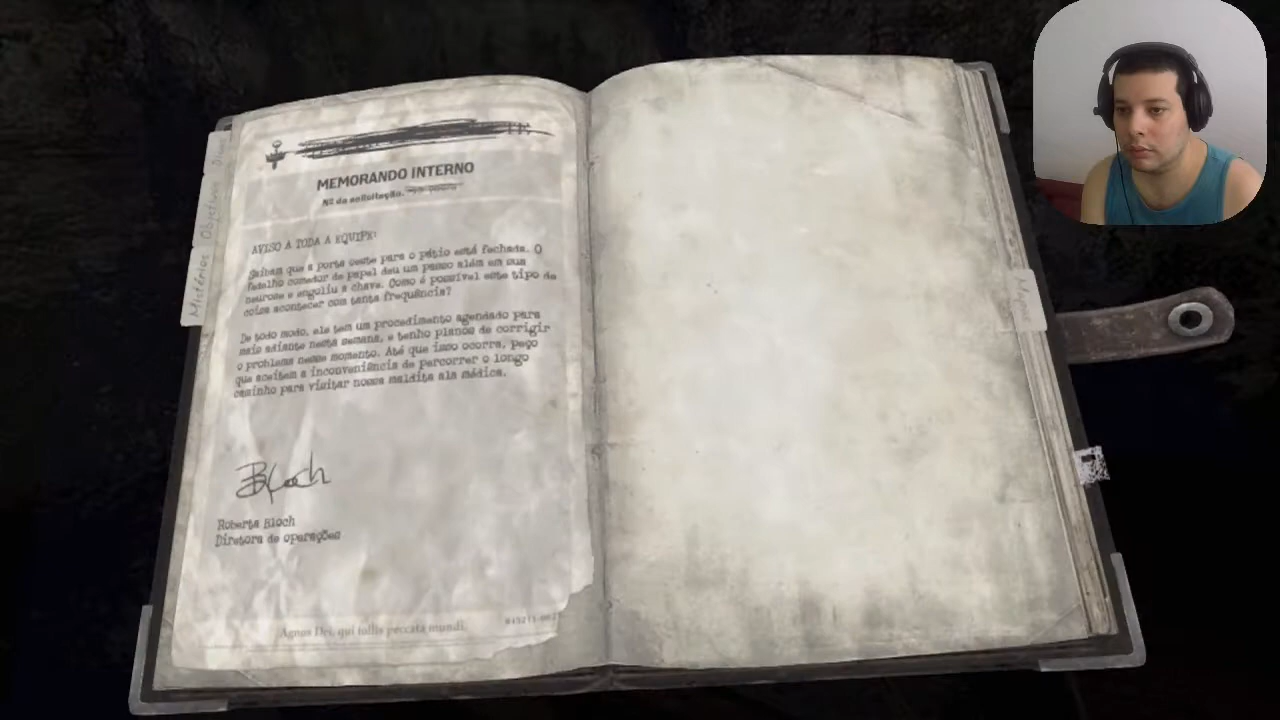 MEMORANDO INTERNO
Nº da solicitação.
AVISO A TODA A EQUIPE:
Saibam que a porta oeste para o pátio está fechada. O
fedelho comedor de papel deu um passo além em sua
neurose e engoliu a chave. Como é possível este tipo de
coisa acontecer com tanta frequência?
De todo modo, ele tem um procedimento agendado para
mais adiante nesta semana, e tenho planos de corrigir
o problema nesse momento. Até que isso ocorra, peço
que aceitem a inconveniência de percorrer o longo
caminho para visitar nossa maldita ala médica.
Bloch
Roberta Bloch
Diretora de operações
Agnus Dei, qui tollis peccata mundi.
Mistérios
Objetivos